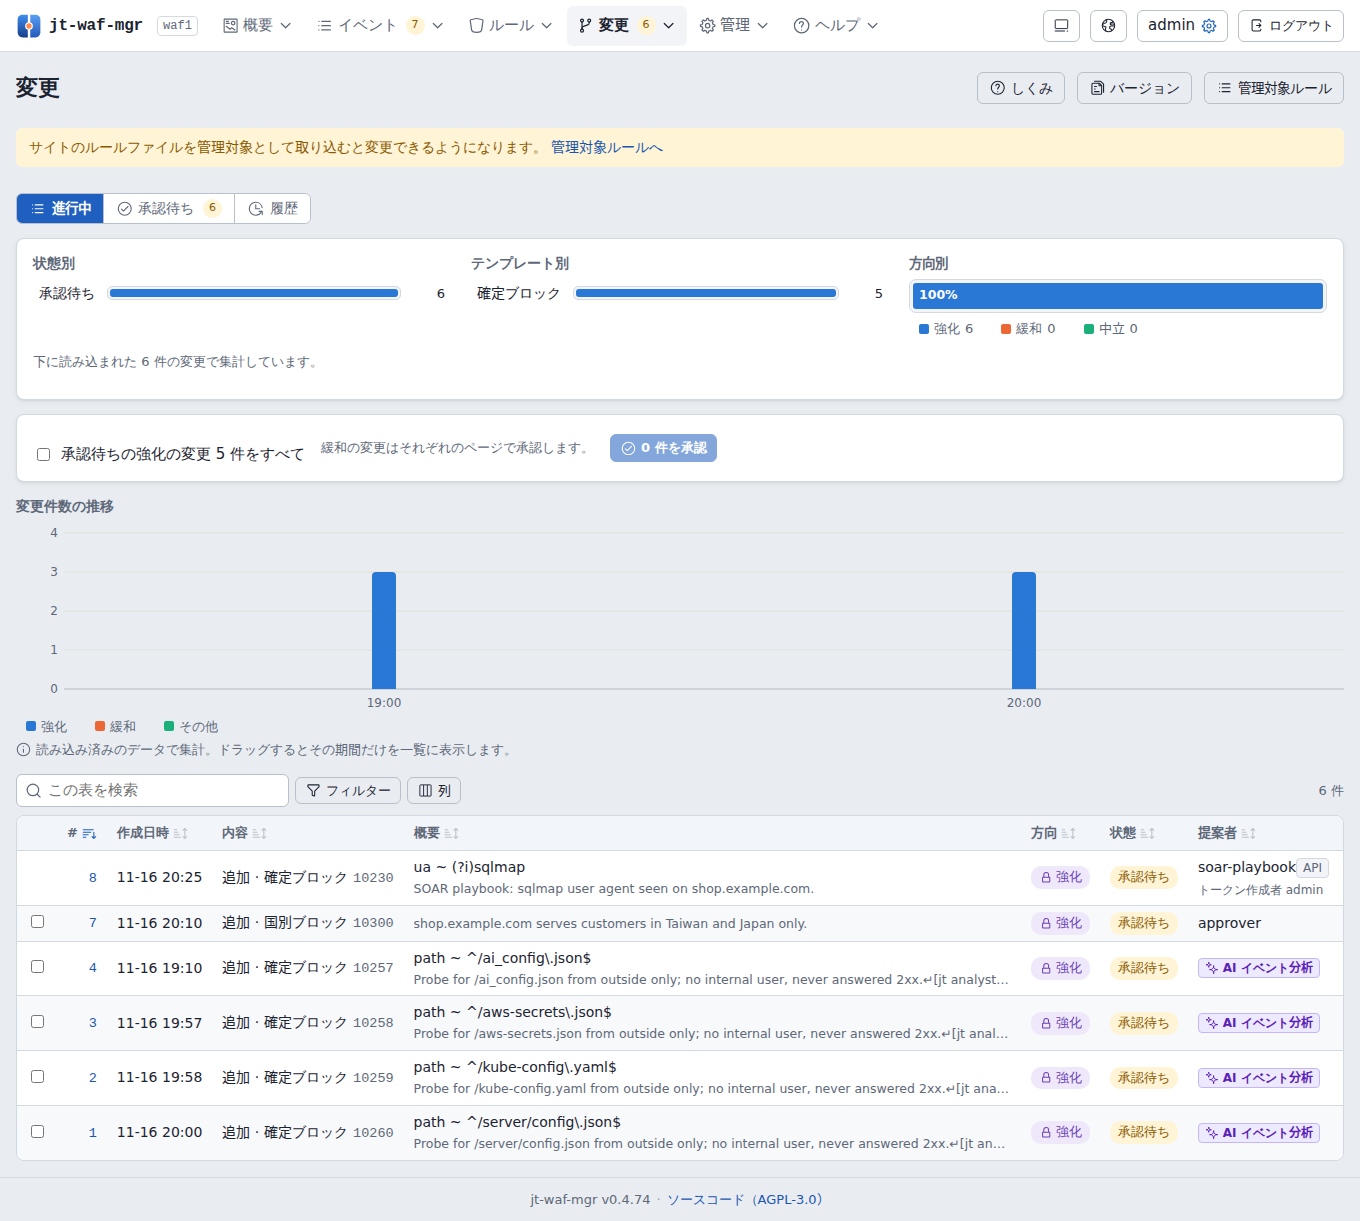 jt-waf-mgr waf1 概要 イベント 7 ルール 変更 6 管理 ヘルプ admin ログアウト
変更 しくみ バージョン 管理対象ルール
サイトのルールファイルを管理対象として取り込むと変更できるようになります。 管理対象ルールへ
進行中 承認待ち 6 履歴
状態別 テンプレート別 方向別
承認待ち 6 確定ブロック 5 100%
強化 6 緩和 0 中立 0
下に読み込まれた 6 件の変更で集計しています。
承認待ちの強化の変更 5 件をすべて 緩和の変更はそれぞれのページで承認します。 0 件を承認
変更件数の推移
4
3
2
1
0
19:00 20:00
強化 緩和 その他
読み込み済みのデータで集計。ドラッグするとその期間だけを一覧に表示します。
この表を検索 フィルター 列 6 件
# 作成日時 内容 概要 方向 状態 提案者
8 11-16 20:25 追加 · 確定ブロック 10230 ua ~ (?i)sqlmap 強化 承認待ち soar-playbook API
SOAR playbook: sqlmap user agent seen on shop.example.com. トークン作成者 admin
7 11-16 20:10 追加 · 国別ブロック 10300 shop.example.com serves customers in Taiwan and Japan only. 強化 承認待ち approver
4 11-16 19:10 追加 · 確定ブロック 10257 path ~ ^/ai_config\.json$ 強化 承認待ち AI イベント分析
Probe for /ai_config.json from outside only; no internal user, never answered 2xx.↵[jt analyst…
3 11-16 19:57 追加 · 確定ブロック 10258 path ~ ^/aws-secrets\.json$ 強化 承認待ち AI イベント分析
Probe for /aws-secrets.json from outside only; no internal user, never answered 2xx.↵[jt anal…
2 11-16 19:58 追加 · 確定ブロック 10259 path ~ ^/kube-config\.yaml$ 強化 承認待ち AI イベント分析
Probe for /kube-config.yaml from outside only; no internal user, never answered 2xx.↵[jt ana…
1 11-16 20:00 追加 · 確定ブロック 10260 path ~ ^/server/config\.json$ 強化 承認待ち AI イベント分析
Probe for /server/config.json from outside only; no internal user, never answered 2xx.↵[jt an…
jt-waf-mgr v0.4.74 · ソースコード（AGPL-3.0）